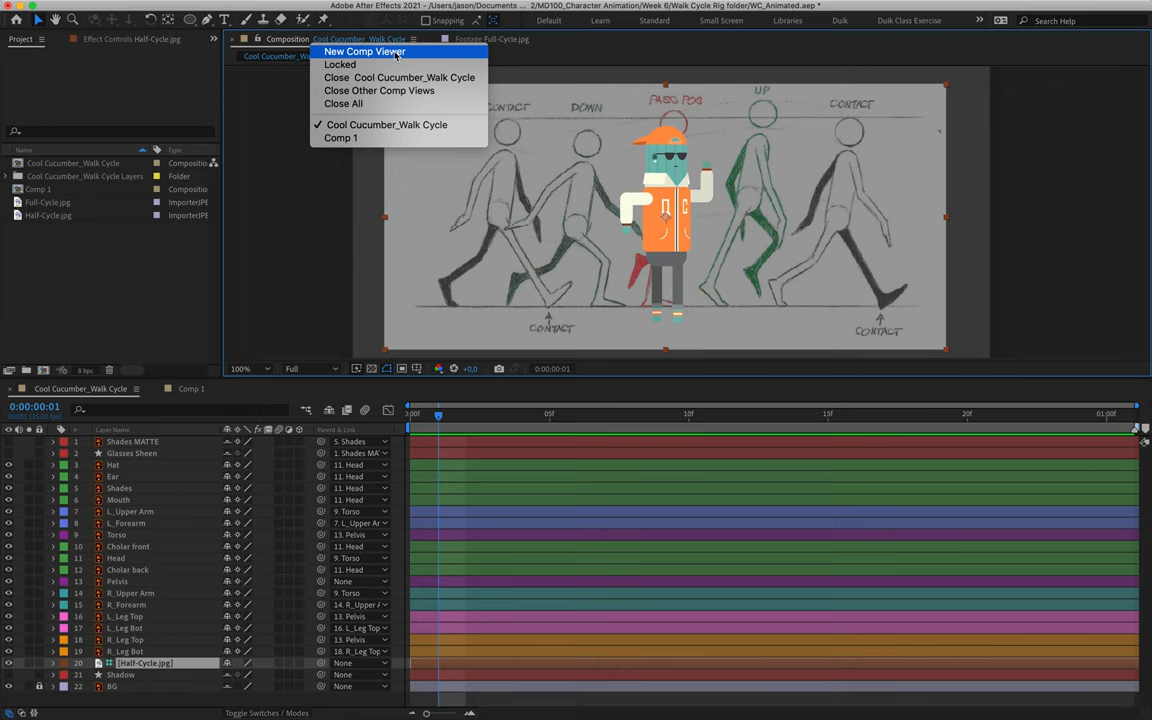 Adobe After Effects 2021 - /Users/jason/Documents ... 2/MD100_Character Animation/Week 6/Walk Cycle Rig folder/WC_Animated.aep *
Snapping
Default
Standard
Small Screen
Libraries
Duik
Duik Class Exercise
Search Help
Project
Effect Controls Half-Cycle.jpg
Composition Cool Cucumber_Walk Cycle
Footage Full-Cycle.jpg
Cool Cucumber_Wa
New Comp Viewer
Locked
Close Cool Cucumber_Walk Cycle
Close Other Comp Views
Close All
Cool Cucumber_Walk Cycle
Comp 1
CONTACT
DOWN
PASS POS
UP
CONTACT
CONTACT
CONTACT
Name
Type
Cool Cucumber_Walk Cycle
Compositio
Cool Cucumber_Walk Cycle Layers
Folder
Comp 1
Compositio
Full-Cycle.jpg
ImporterJPE
Half-Cycle.jpg
ImporterJPE
8 bpc
100%
Full
+0,0
0:00:00:01
Cool Cucumber_Walk Cycle
Comp 1
0:00:00:01
00001 (25.00 fps)
:00f
05f
10f
15f
20f
01:00f
#
Layer Name
Parent & Link
1 Shades MATTE 5. Shades
2 Glasses Sheen 1. Shades MA
3 Hat 11. Head
4 Ear 11. Head
5 Shades 11. Head
6 Mouth 11. Head
7 L_Upper Arm 9. Torso
8 L_Forearm 7. L_Upper Ar
9 Torso 13. Pelvis
10 Cholar front 11. Head
11 Head 9. Torso
12 Cholar back 11. Head
13 Pelvis None
14 R_Upper Arm 9. Torso
15 R_Forearm 14. R_Upper A
16 L_Leg Top 13. Pelvis
17 L_Leg Bot 16. L_Leg Top
18 R_Leg Top 13. Pelvis
19 R_Leg Bot 18. R_Leg To
20 [Half-Cycle.jpg] None
21 Shadow None
22 BG None
Toggle Switches / Modes